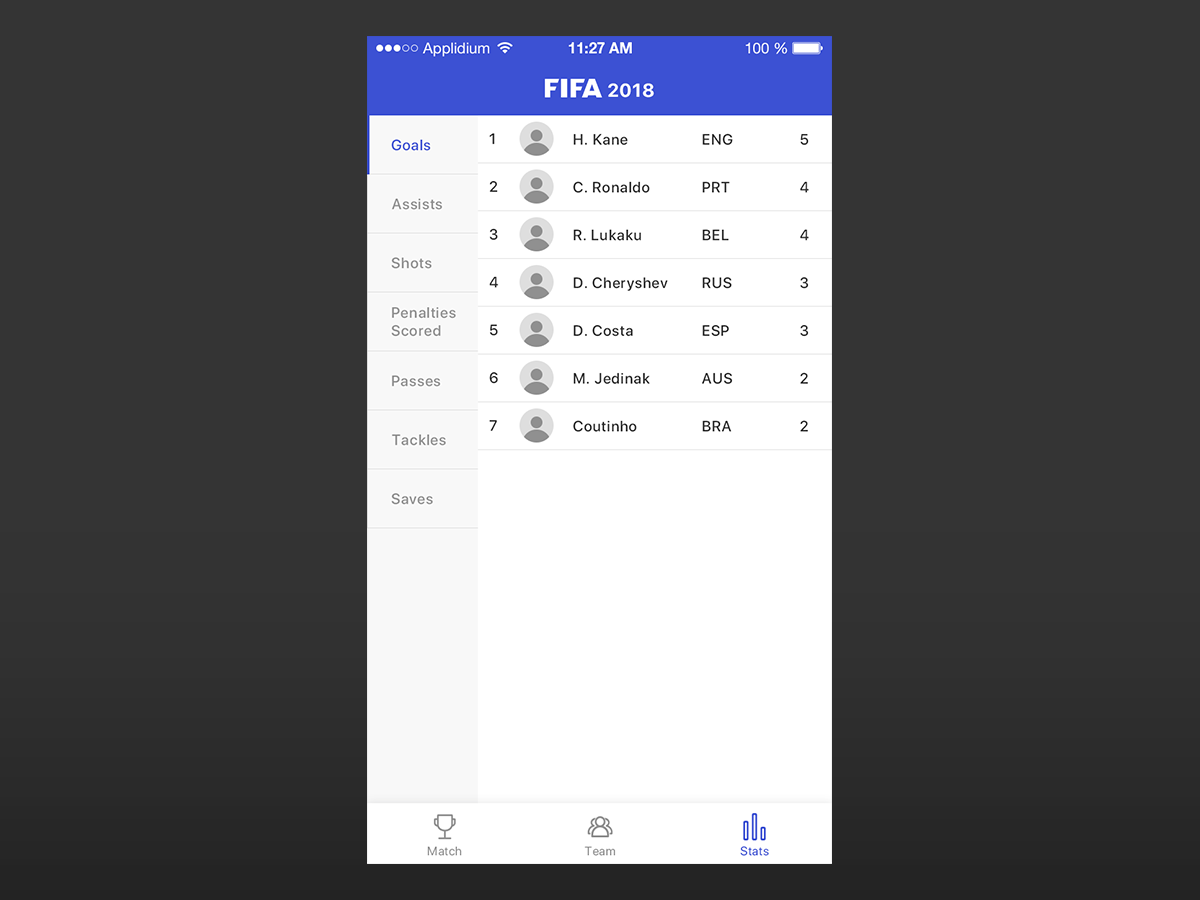 Applidium 11:27 AM 100 %
FIFA 2018
Goals
Assists
Shots
Penalties
Scored
Passes
Tackles
Saves
1 H. Kane ENG 5
2 C. Ronaldo PRT 4
3 R. Lukaku BEL 4
4 D. Cheryshev RUS 3
5 D. Costa ESP 3
6 M. Jedinak AUS 2
7 Coutinho BRA 2
Match Team Stats